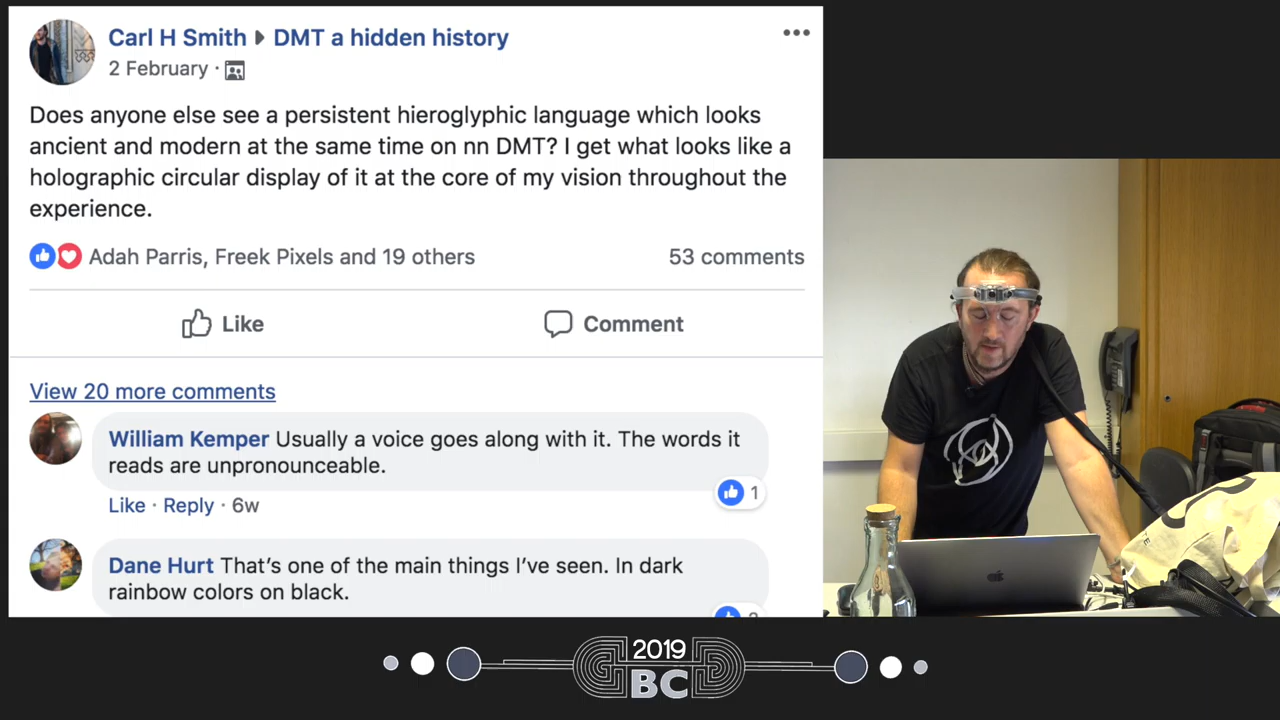 Carl H Smith DMT a hidden history
2 February ·
Does anyone else see a persistent hieroglyphic language which looks
ancient and modern at the same time on nn DMT? I get what looks like a
holographic circular display of it at the core of my vision throughout the
experience.
Adah Parris, Freek Pixels and 19 others 53 comments
Like Comment
View 20 more comments
William Kemper Usually a voice goes along with it. The words it
reads are unpronounceable.
1
Like · Reply · 6w
Dane Hurt That's one of the main things I've seen. In dark
rainbow colors on black.
2019
BC